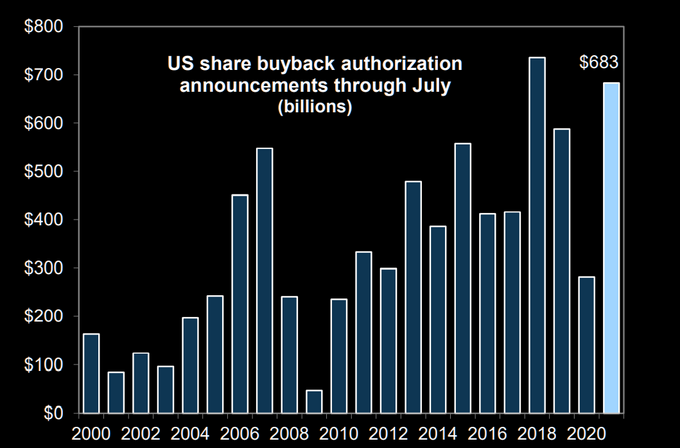 US share buyback authorization
announcements through July
(billions)
$683
$800
$700
$600
$500
$400
$300
$200
$100
$0
2000 2002 2004 2006 2008 2010 2012 2014 2016 2018 2020